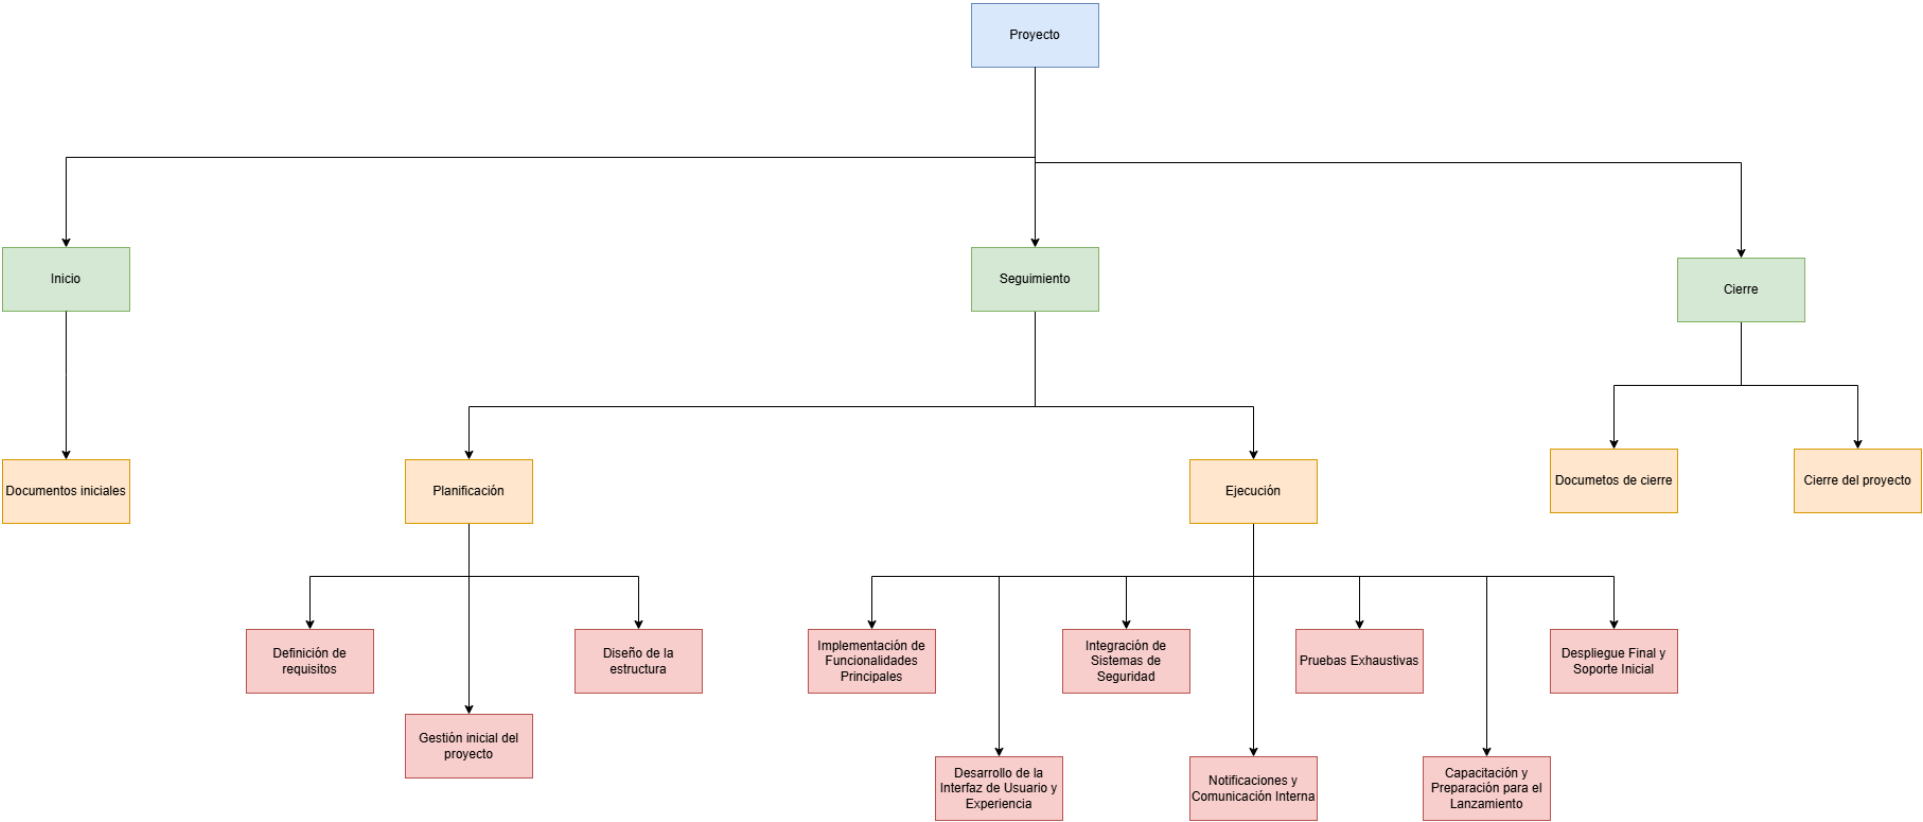 Proyecto
Inicio
Seguimiento
Cierre
Documentos iniciales
Planificación
Ejecución
Documetos de cierre
Cierre del proyecto
Definición de
requisitos
Diseño de la
estructura
Implementación de
Funcionalidades
Principales
Integración de
Sistemas de
Seguridad
Pruebas Exhaustivas
Despliegue Final y
Soporte Inicial
Gestión inicial del
proyecto
Desarrollo de la
Interfaz de Usuario y
Experiencia
Notificaciones y
Comunicación Interna
Capacitación y
Preparación para el
Lanzamiento